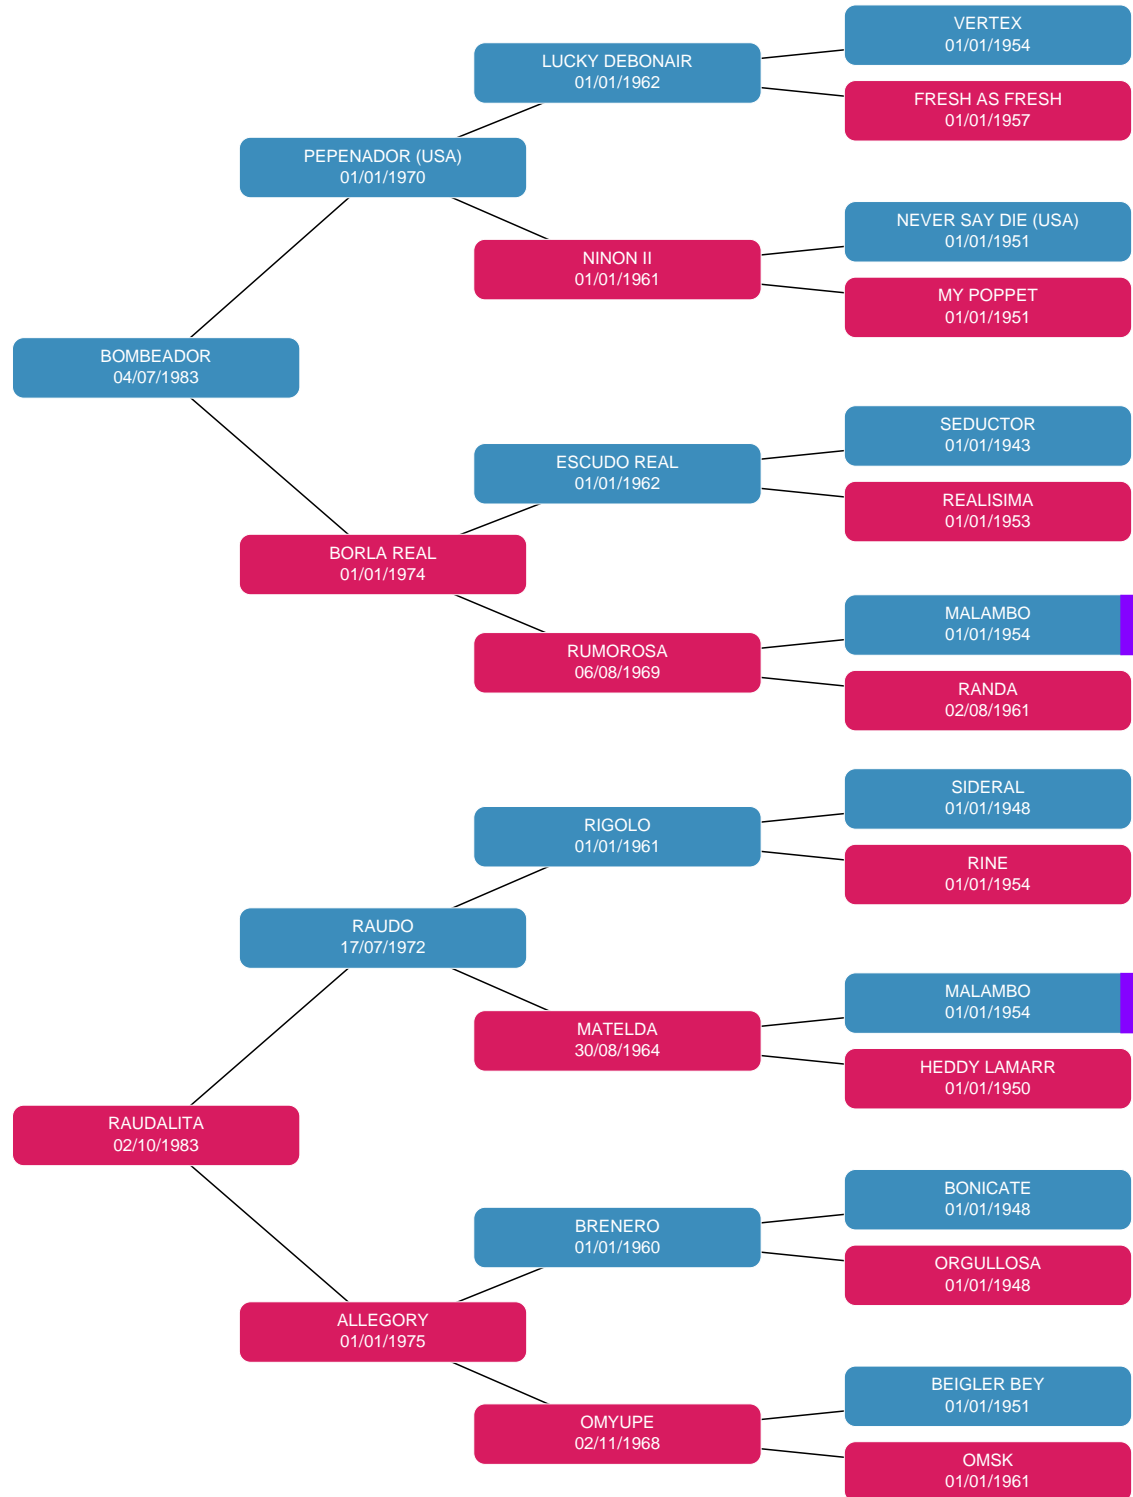 VERTEX
01/01/1954
LUCKY DEBONAIR
01/01/1962
FRESH AS FRESH
01/01/1957
PEPENADOR (USA)
01/01/1970
NEVER SAY DIE (USA)
01/01/1951
NINON II
01/01/1961
MY POPPET
01/01/1951
BOMBEADOR
04/07/1983
SEDUCTOR
01/01/1943
ESCUDO REAL
01/01/1962
REALISIMA
01/01/1953
BORLA REAL
01/01/1974
MALAMBO
01/01/1954
RUMOROSA
06/08/1969
RANDA
02/08/1961
SIDERAL
01/01/1948
RIGOLO
01/01/1961
RINE
01/01/1954
RAUDO
17/07/1972
MALAMBO
01/01/1954
MATELDA
30/08/1964
HEDDY LAMARR
01/01/1950
RAUDALITA
02/10/1983
BONICATE
01/01/1948
BRENERO
01/01/1960
ORGULLOSA
01/01/1948
ALLEGORY
01/01/1975
BEIGLER BEY
01/01/1951
OMYUPE
02/11/1968
OMSK
01/01/1961